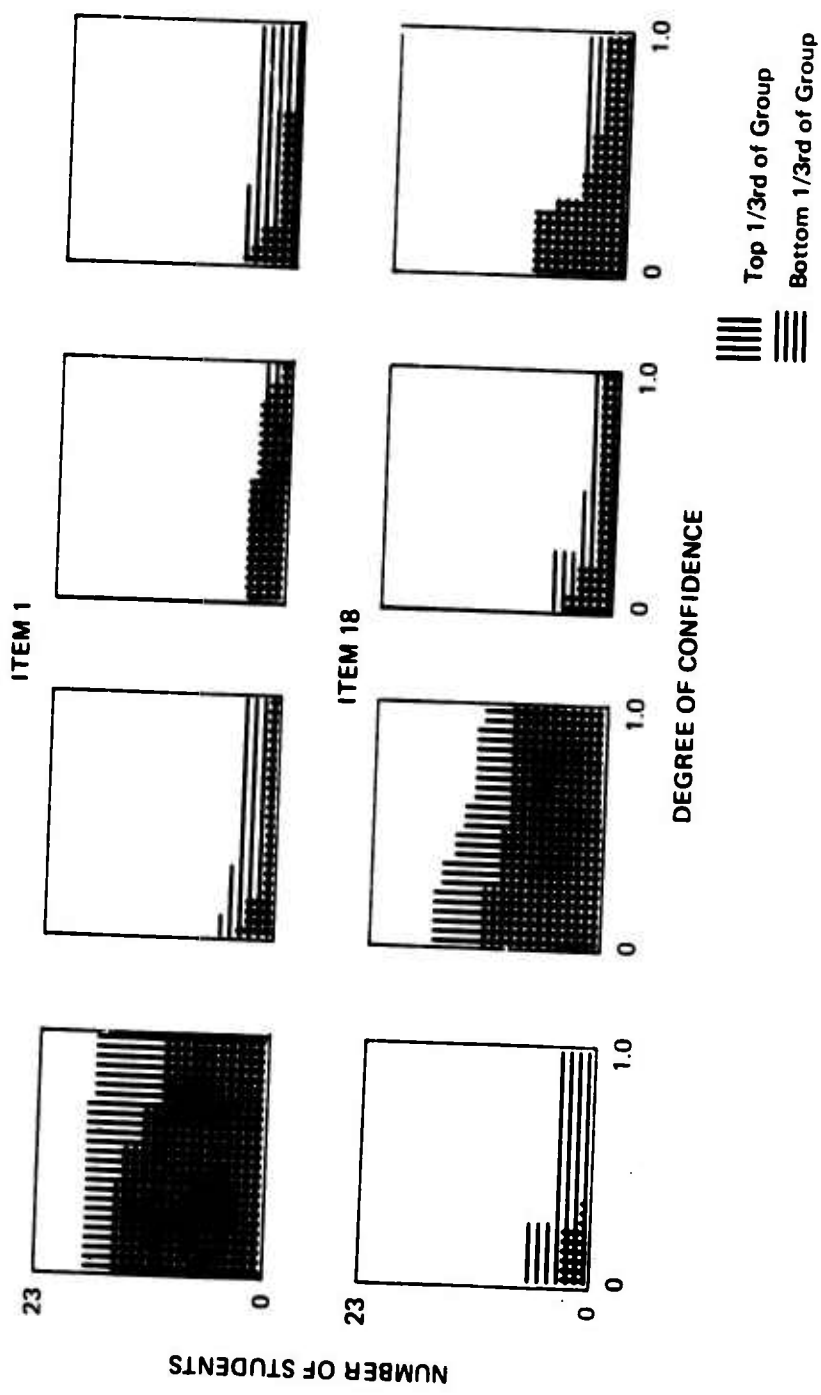 ITEM 1
23
0
ITEM 18
23
0
0 1.0
0 1.0
0 1.0
0 1.0
NUMBER OF STUDENTS
DEGREE OF CONFIDENCE
Top 1/3rd of Group
Bottom 1/3rd of Group